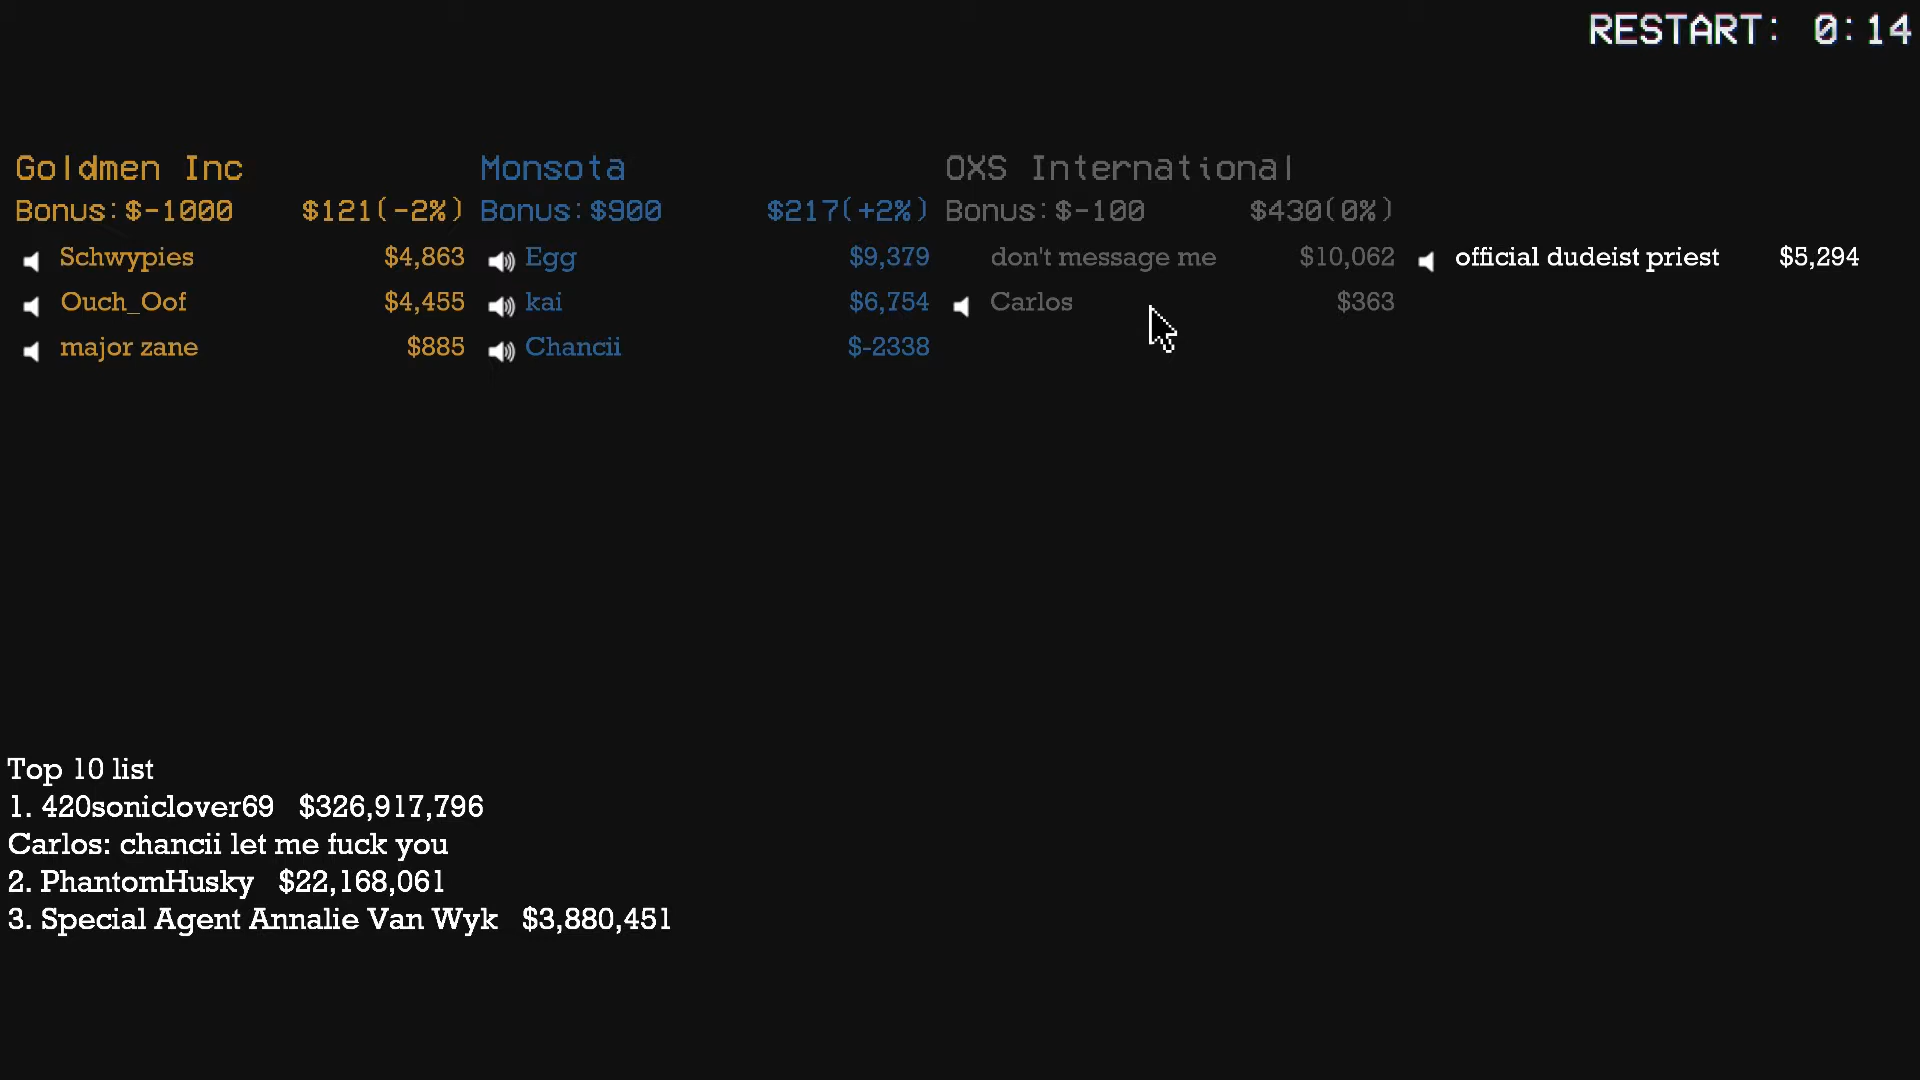 RESTART: 0:14
Goldmen Inc
Bonus:$-1000 $121(-2%)
Schwypies $4,863
Ouch_Oof $4,455
major zane $885
Monsota
Bonus:$900 $217(+2%)
Egg $9,379
kai $6,754
Chancii $-2338
OXS International
Bonus:$-100 $430(0%)
don't message me $10,062
Carlos $363
official dudeist priest $5,294
Top 10 list
1. 420soniclover69 $326,917,796
Carlos: chancii let me fuck you
2. PhantomHusky $22,168,061
3. Special Agent Annalie Van Wyk $3,880,451